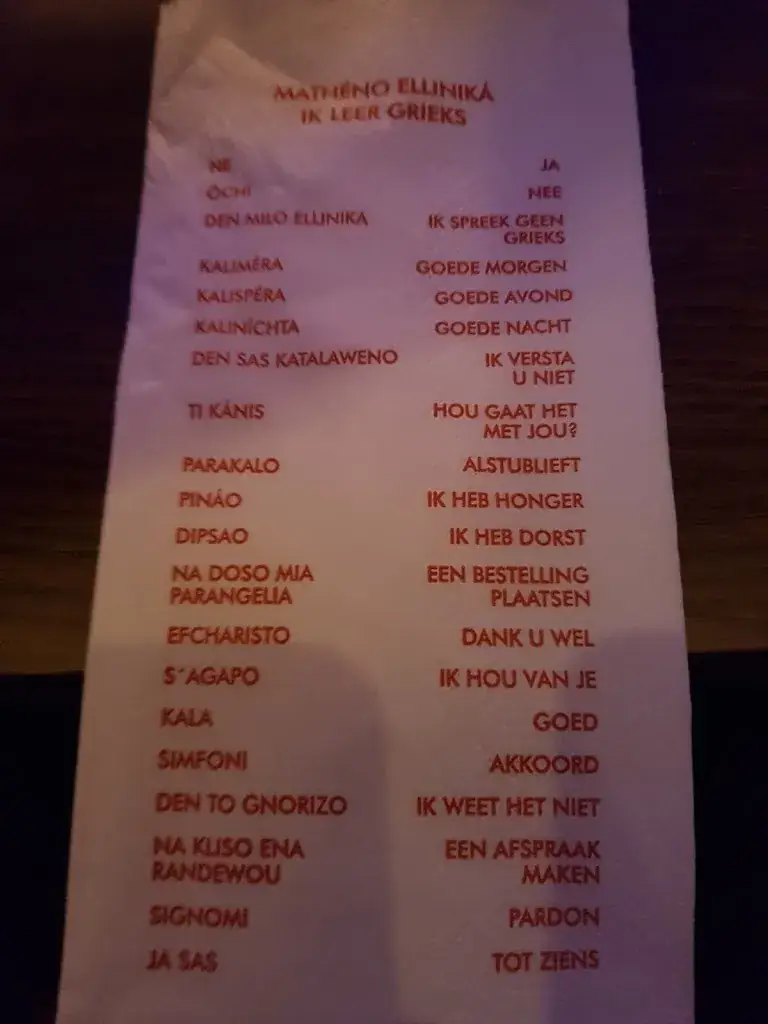 MATHÉNO ELLINIKÁ
IK LEER GRIEKS
NE JA
ÓCHI NEE
DEN MILO ELLINIKA IK SPREEK GEEN
GRIEKS
KALIMÉRA GOEDE MORGEN
KALISPÉRA GOEDE AVOND
KALINÍCHTA GOEDE NACHT
DEN SAS KATALAWENO IK VERSTA
U NIET
TI KÁNIS HOU GAAT HET
MET JOU?
PARAKALO ALSTUBLIEFT
PINÁO IK HEB HONGER
DIPSAO IK HEB DORST
NA DOSO MIA EEN BESTELLING
PARANGELIA PLAATSEN
EFCHARISTO DANK U WEL
S´AGAPO IK HOU VAN JE
KALA GOED
SIMFONI AKKOORD
DEN TO GNORIZO IK WEET HET NIET
NA KLISO ENA EEN AFSPRAAK
RANDEWOU MAKEN
SIGNOMI PARDON
JA SAS TOT ZIENS